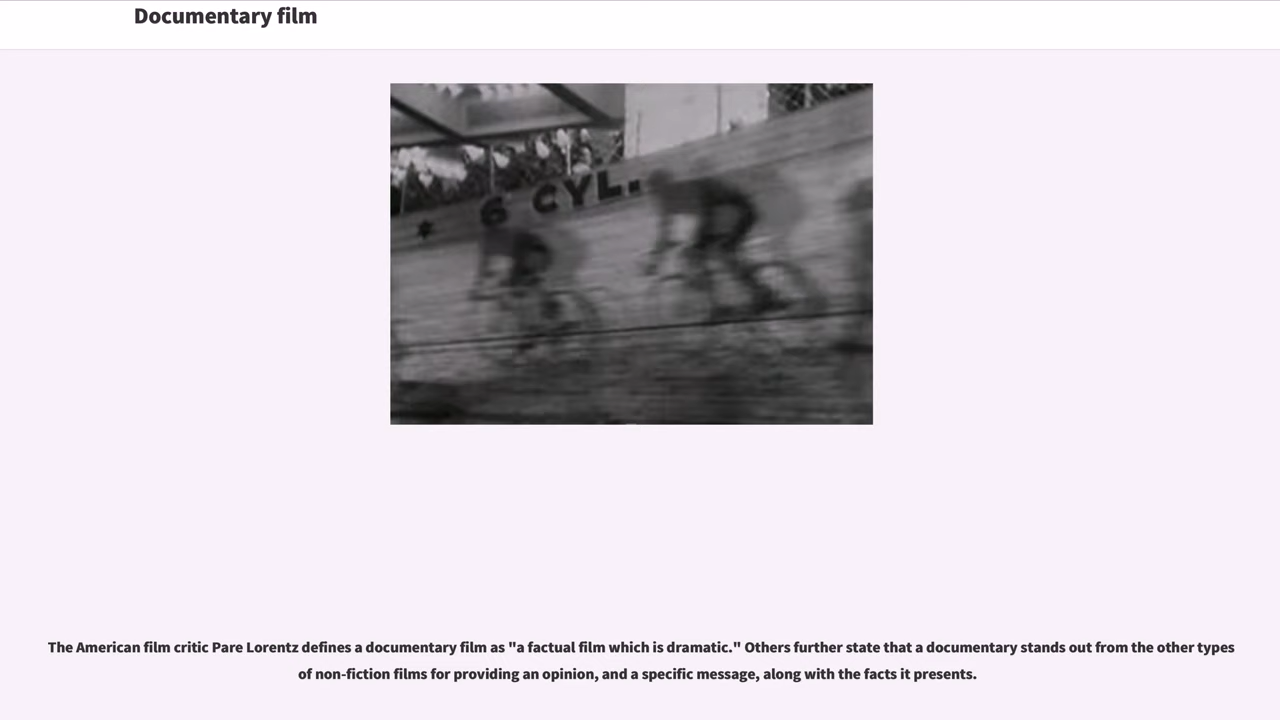 Documentary film
6 CYL.
The American film critic Pare Lorentz defines a documentary film as "a factual film which is dramatic." Others further state that a documentary stands out from the other types
of non-fiction films for providing an opinion, and a specific message, along with the facts it presents.